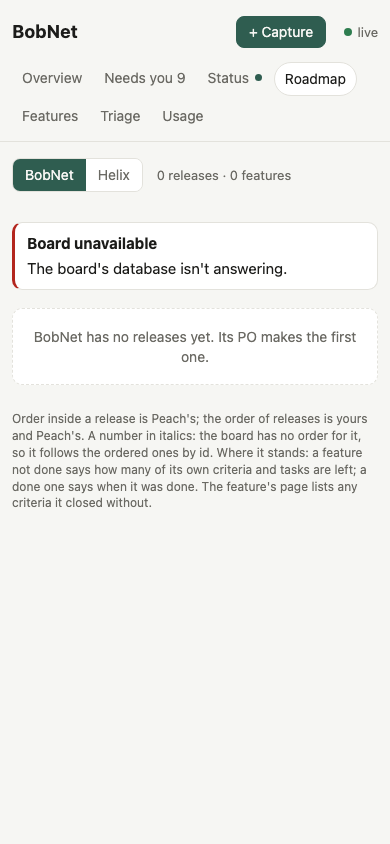 BobNet
+ Capture
live
Overview
Needs you 9
Status
Roadmap
Features
Triage
Usage
BobNet
Helix
0 releases · 0 features
Board unavailable
The board's database isn't answering.
BobNet has no releases yet. Its PO makes the first
one.
Order inside a release is Peach's; the order of releases is yours
and Peach's. A number in italics: the board has no order for it,
so it follows the ordered ones by id. Where it stands: a feature
not done says how many of its own criteria and tasks are left; a
done one says when it was done. The feature's page lists any
criteria it closed without.